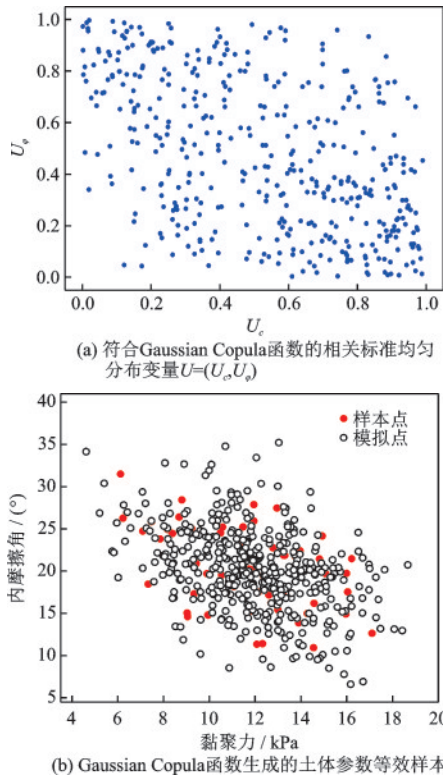 1.0
0.8
0.6
0.4
0.2
0.0
Uφ
0.0 0.2 0.4 0.6 0.8 1.0
Uc
(a) 符合Gaussian Copula函数的相关标准均匀
分布变量U=(Uc,Uφ)
40
35
30
25
20
15
10
5
内摩擦角 / (°)
样本点
模拟点
4 6 8 10 12 14 16 18 20
黏聚力 / kPa
(b) Gaussian Copula函数生成的土体参数等效样本